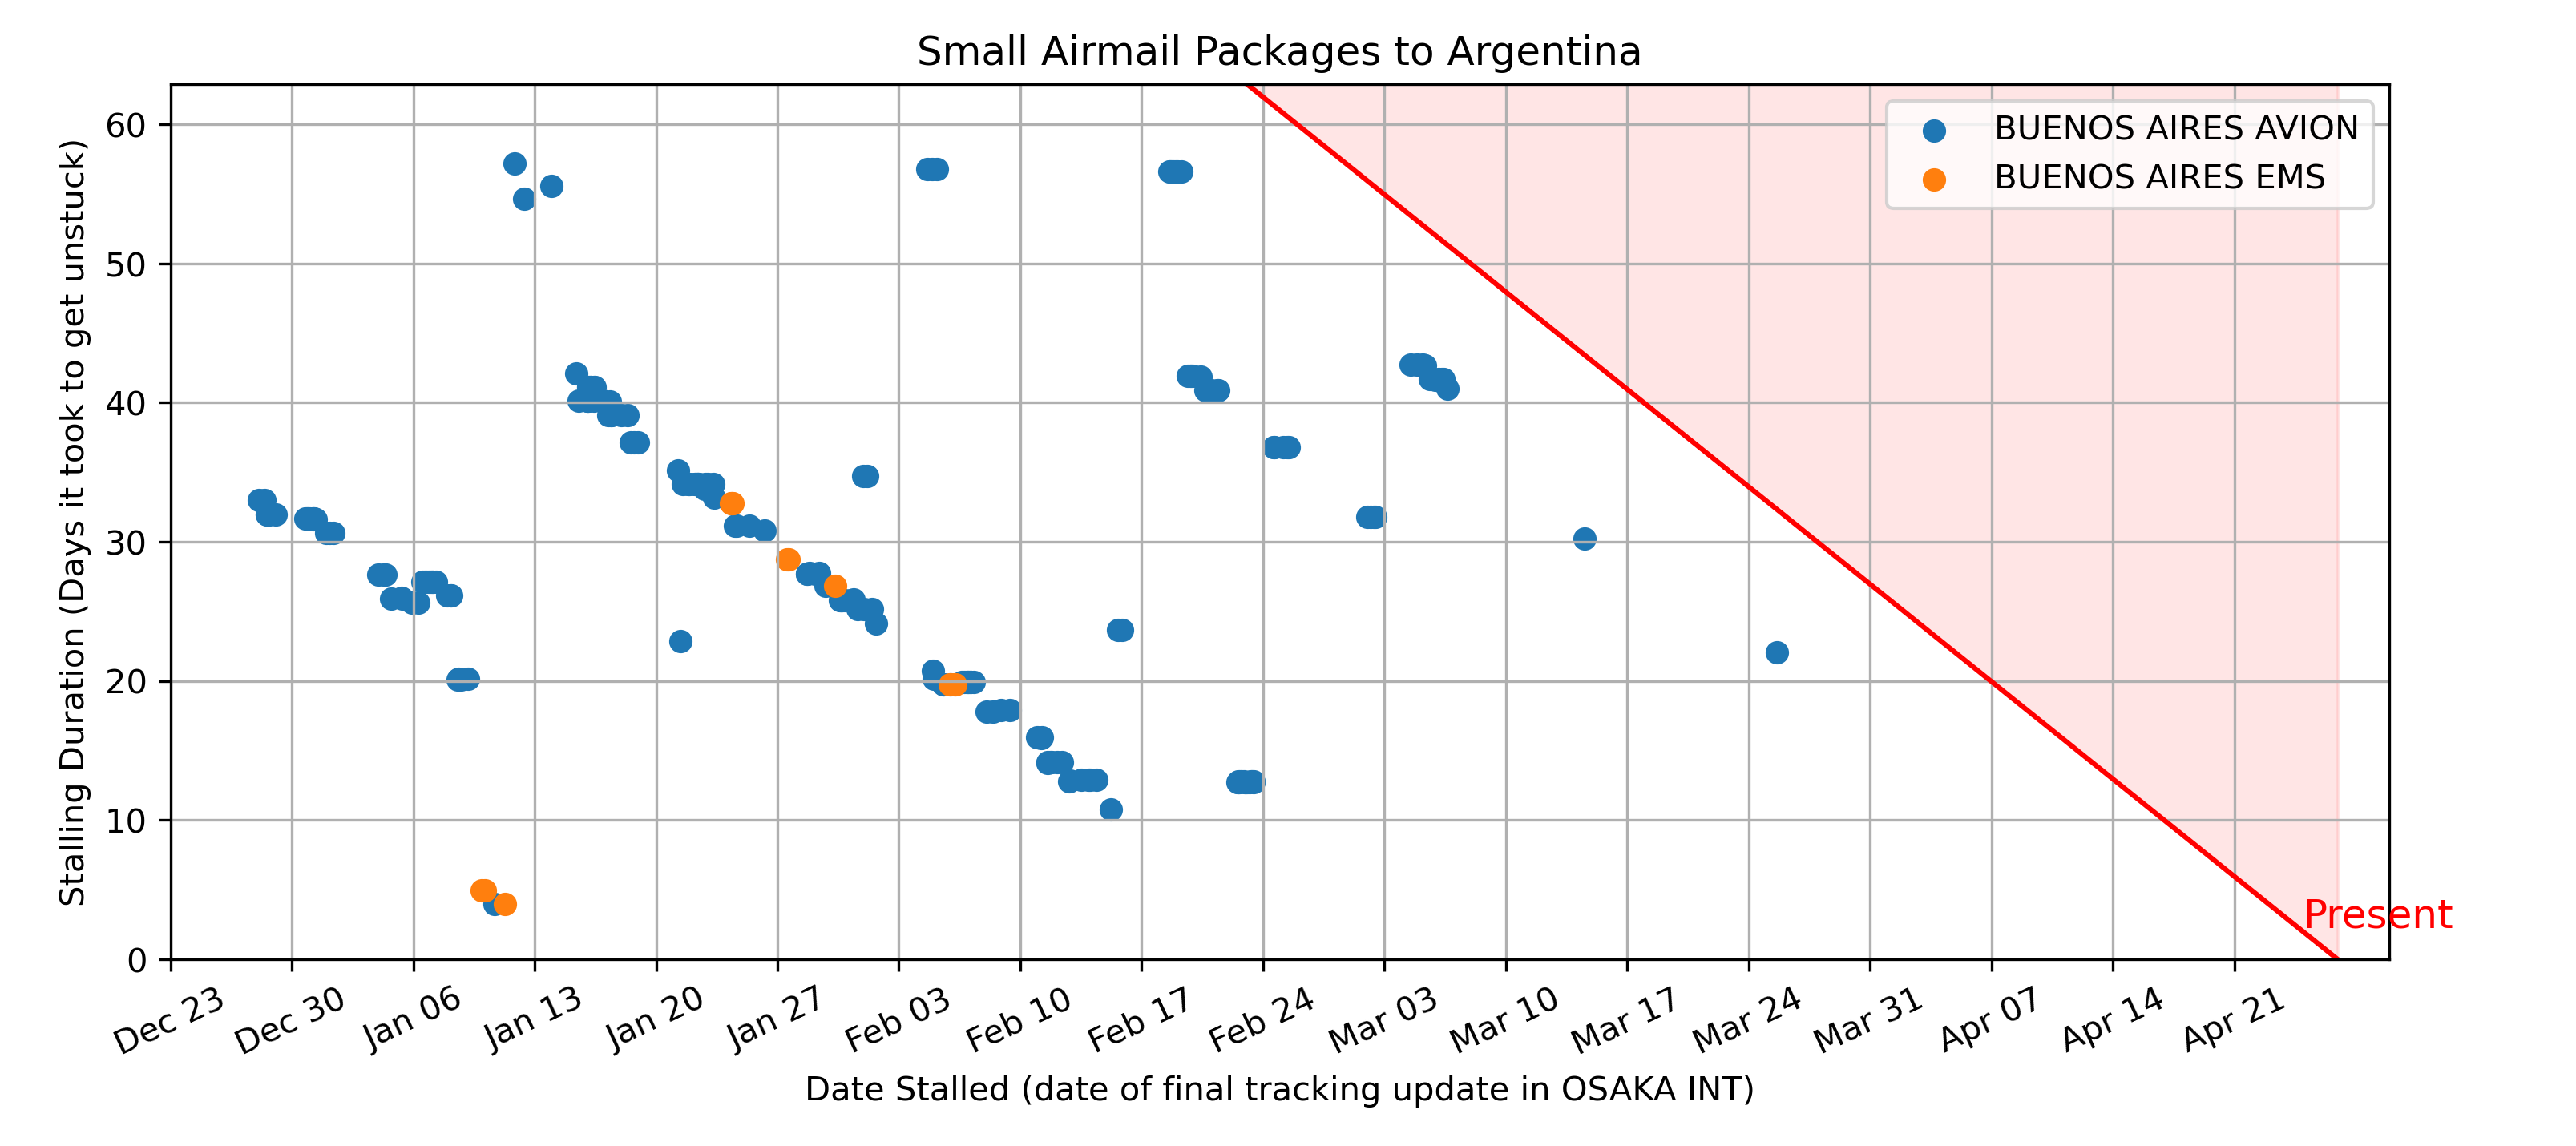 Small Airmail Packages to Argentina
BUENOS AIRES AVION
BUENOS AIRES EMS
Stalling Duration (Days it took to get unstuck)
60
50
40
30
20
10
0
Present
Dec 23
Dec 30
Jan 06
Jan 13
Jan 20
Jan 27
Feb 03
Feb 10
Feb 17
Feb 24
Mar 03
Mar 10
Mar 17
Mar 24
Mar 31
Apr 07
Apr 14
Apr 21
Date Stalled (date of final tracking update in OSAKA INT)